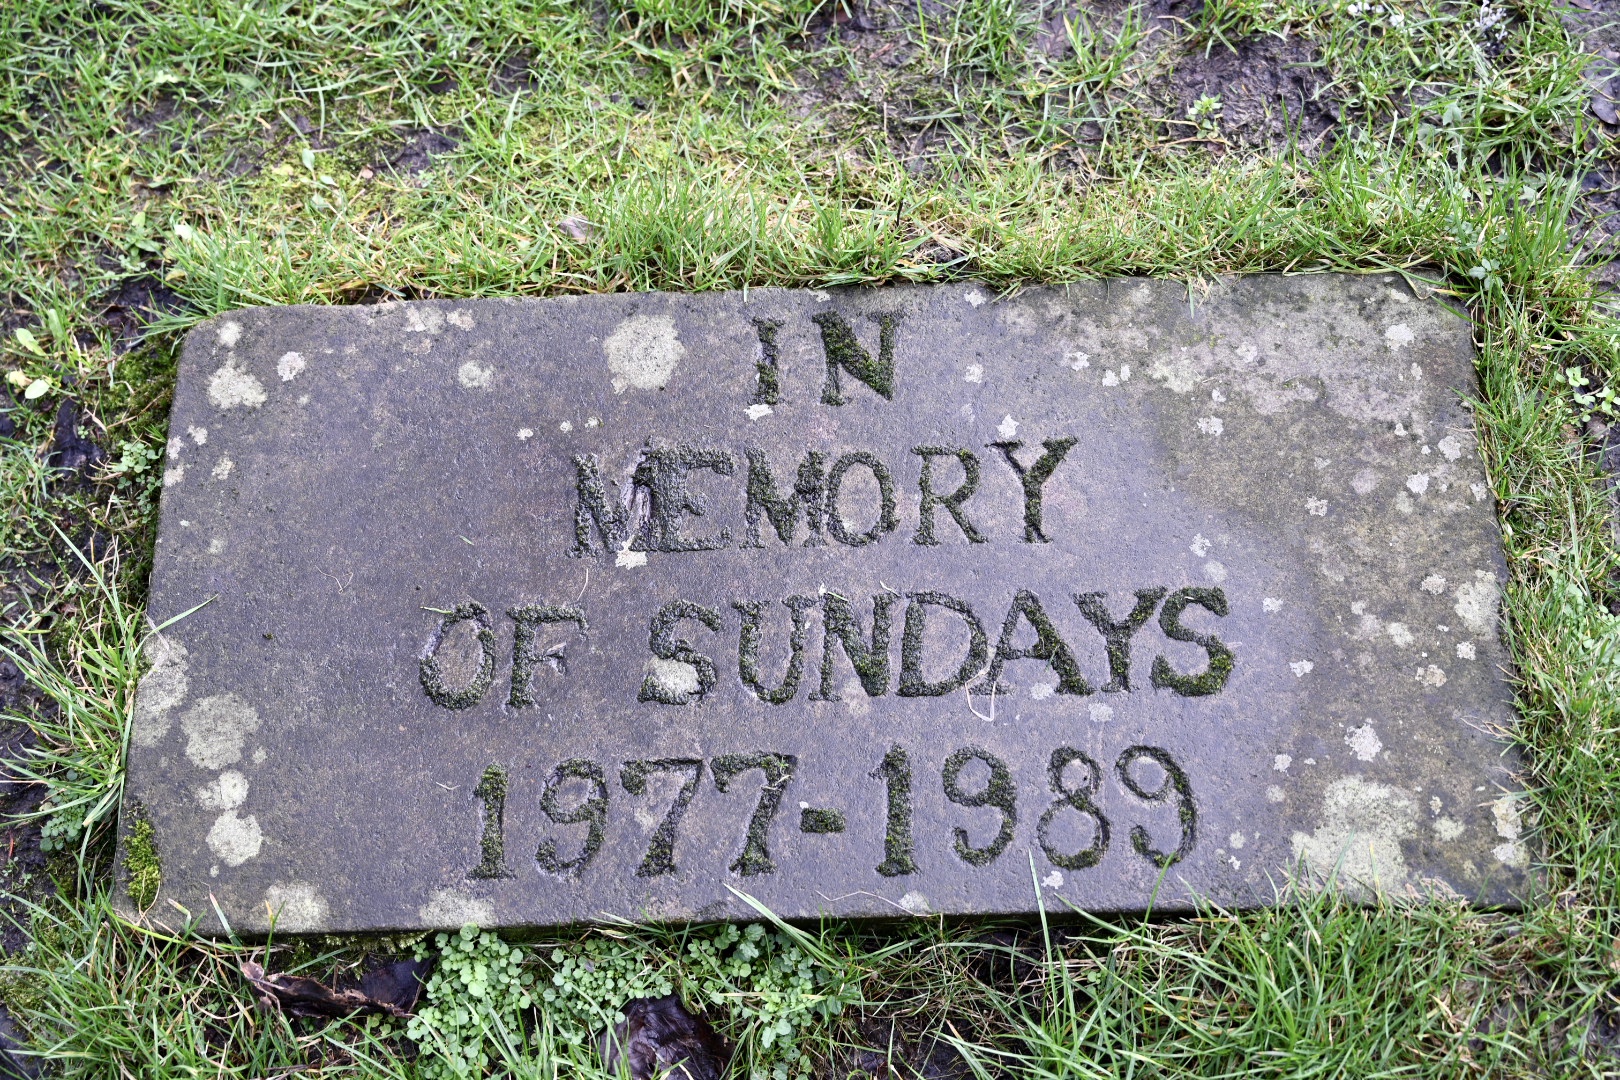 IN
MEMORY
OF SUNDAYS
1977-1989